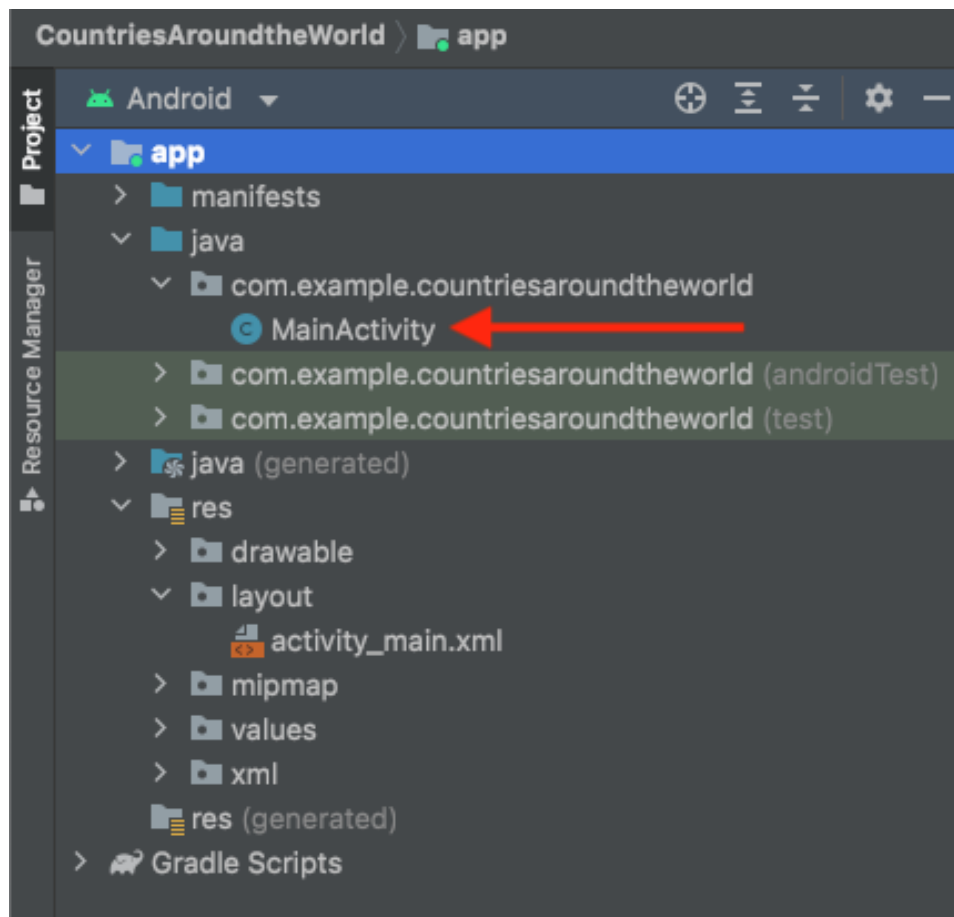 CountriesAroundtheWorld 〉 app
Project
Resource Manager
Android
app
manifests
java
com.example.countriesaroundtheworld
C MainActivity
com.example.countriesaroundtheworld (androidTest)
com.example.countriesaroundtheworld (test)
java (generated)
res
drawable
layout
<> activity_main.xml
mipmap
values
xml
res (generated)
Gradle Scripts